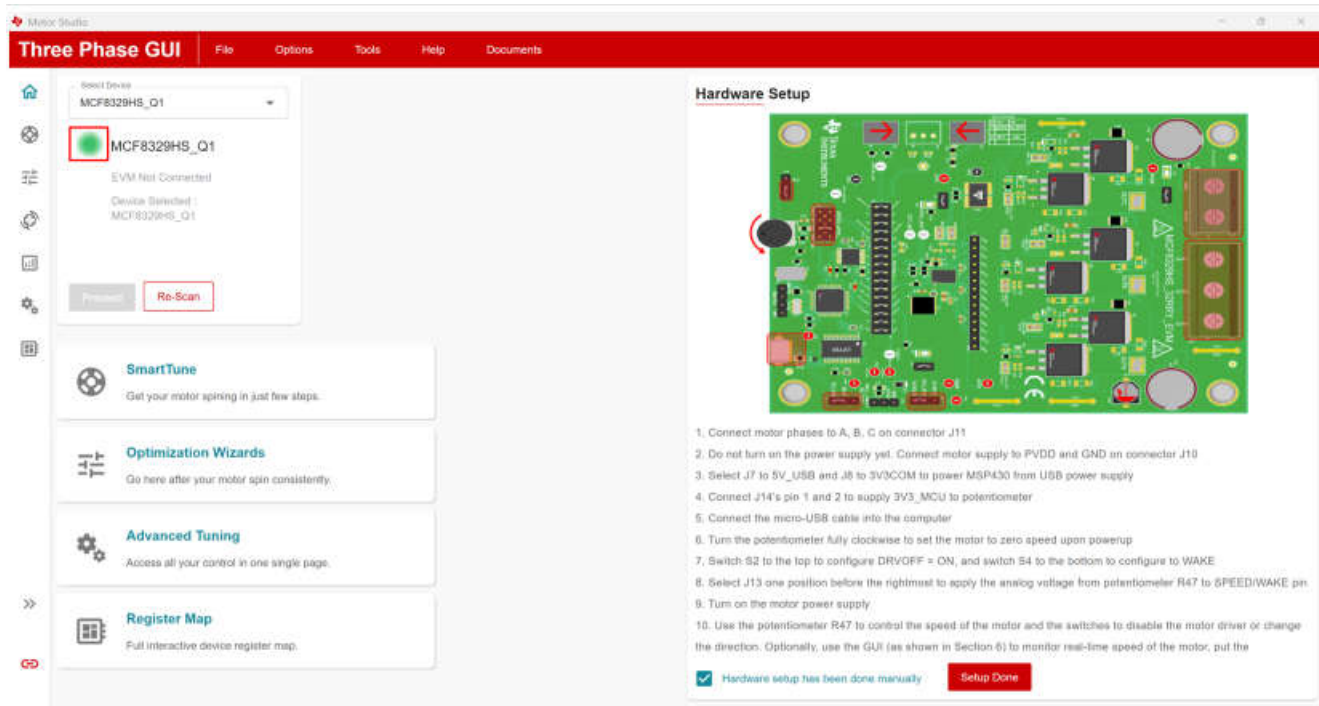 Motor Studio
Three Phase GUI
File
Options
Tools
Help
Documents
Select Device
MCF8329HS_Q1
MCF8329HS_Q1
EVM Not Connected
Device Selected :
MCF8329HS_Q1
Proceed
Re-Scan
SmartTune
Get your motor spining in just few steps.
Optimization Wizards
Go here after your motor spin consistently.
Advanced Tuning
Access all your control in one single page.
Register Map
Full interactive device register map.
Hardware Setup
TEXAS INSTRUMENTS
1. Connect motor phases to A, B, C on connector J11
2. Do not turn on the power supply yet. Connect motor supply to PVDD and GND on connector J10
3. Select J7 to 5V_USB and J8 to 3V3COM to power MSP430 from USB power supply
4. Connect J14's pin 1 and 2 to supply 3V3_MCU to potentiometer
5. Connect the micro-USB cable into the computer
6. Turn the potentiometer fully clockwise to set the motor to zero speed upon powerup
7. Switch S2 to the top to configure DRVOFF = ON, and switch S4 to the bottom to configure to WAKE
8. Select J13 one position before the rightmost to apply the analog voltage from potentiometer R47 to SPEED/WAKE pin
9. Turn on the motor power supply
10. Use the potentiometer R47 to control the speed of the motor and the switches to disable the motor driver or change
the direction. Optionally, use the GUI (as shown in Section 6) to monitor real-time speed of the motor, put the
Hardware setup has been done manually
Setup Done